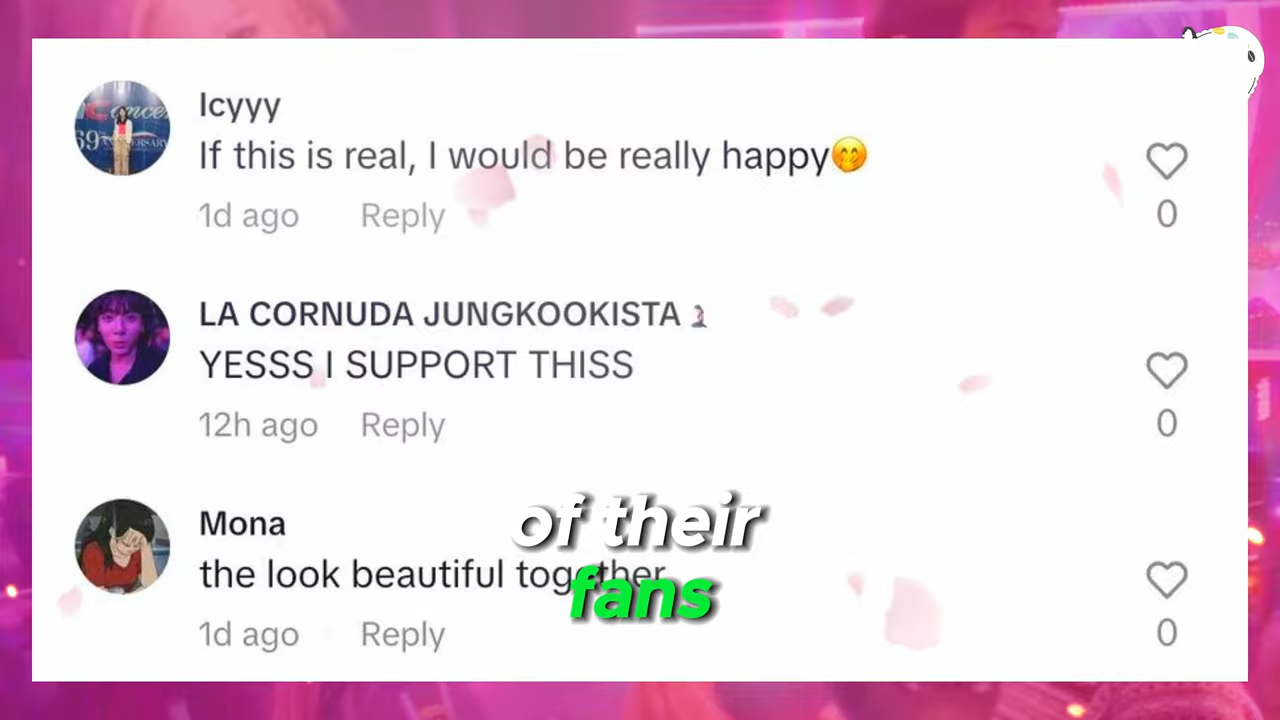 Icyyy
If this is real, I would be really happy🤭
1d ago Reply
0
LA CORNUDA JUNGKOOKISTA
YESSS I SUPPORT THISS
12h ago Reply
0
Mona
the look beautiful together
1d ago Reply
0
of their
fans